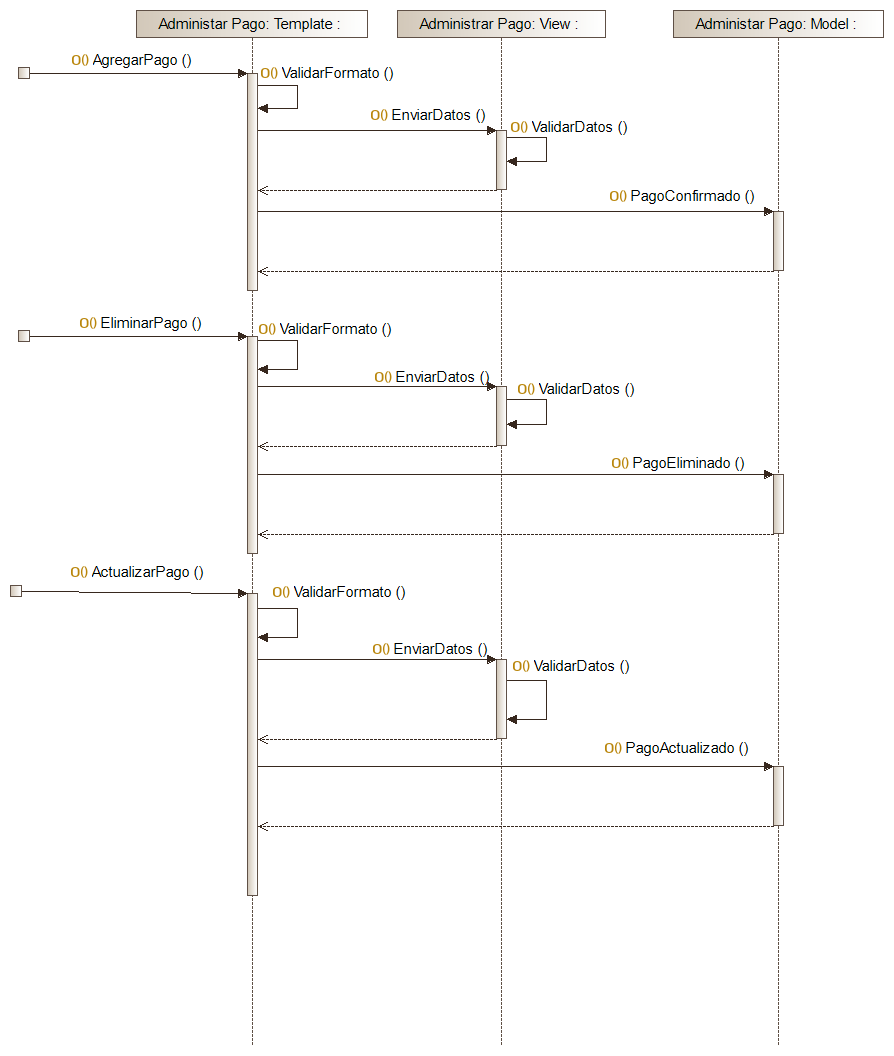 Administar Pago: Template :
Administrar Pago: View :
Administar Pago: Model :
O() AgregarPago ()
O() ValidarFormato ()
O() EnviarDatos ()
O() ValidarDatos ()
O() PagoConfirmado ()
O() EliminarPago ()
O() ValidarFormato ()
O() EnviarDatos ()
O() ValidarDatos ()
O() PagoEliminado ()
O() ActualizarPago ()
O() ValidarFormato ()
O() EnviarDatos ()
O() ValidarDatos ()
O() PagoActualizado ()